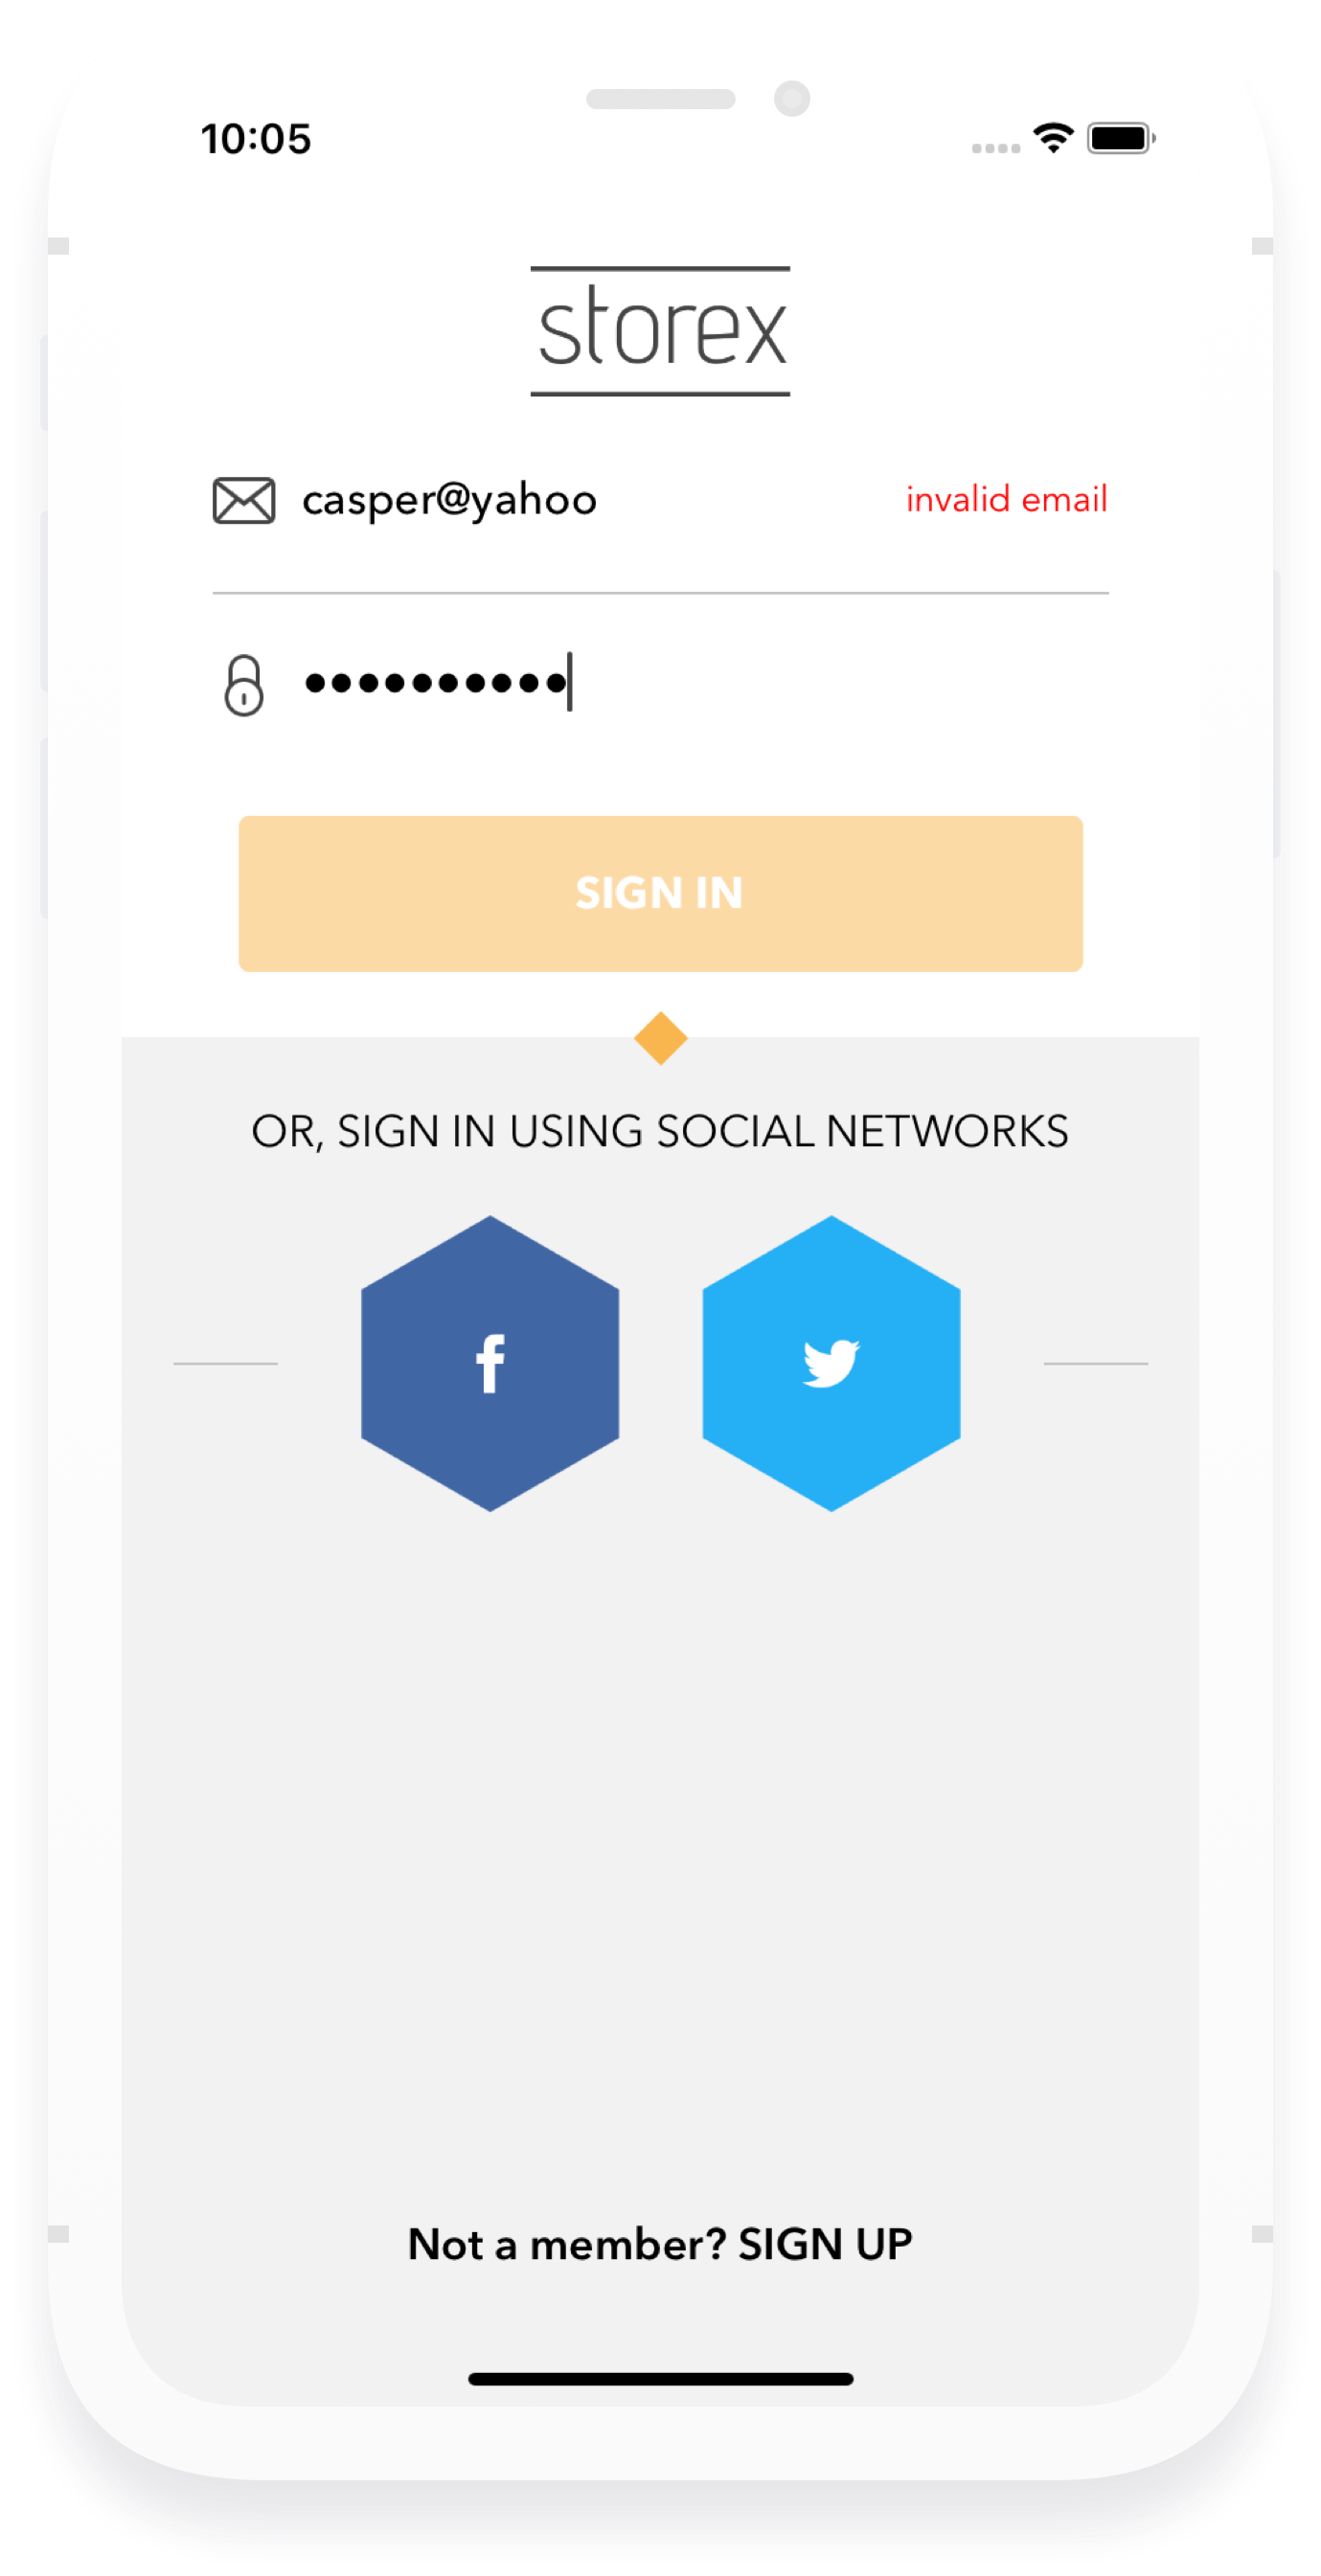 10:05
storex
casper@yahoo invalid email
••••••••••
SIGN IN
OR, SIGN IN USING SOCIAL NETWORKS
f
Not a member? SIGN UP